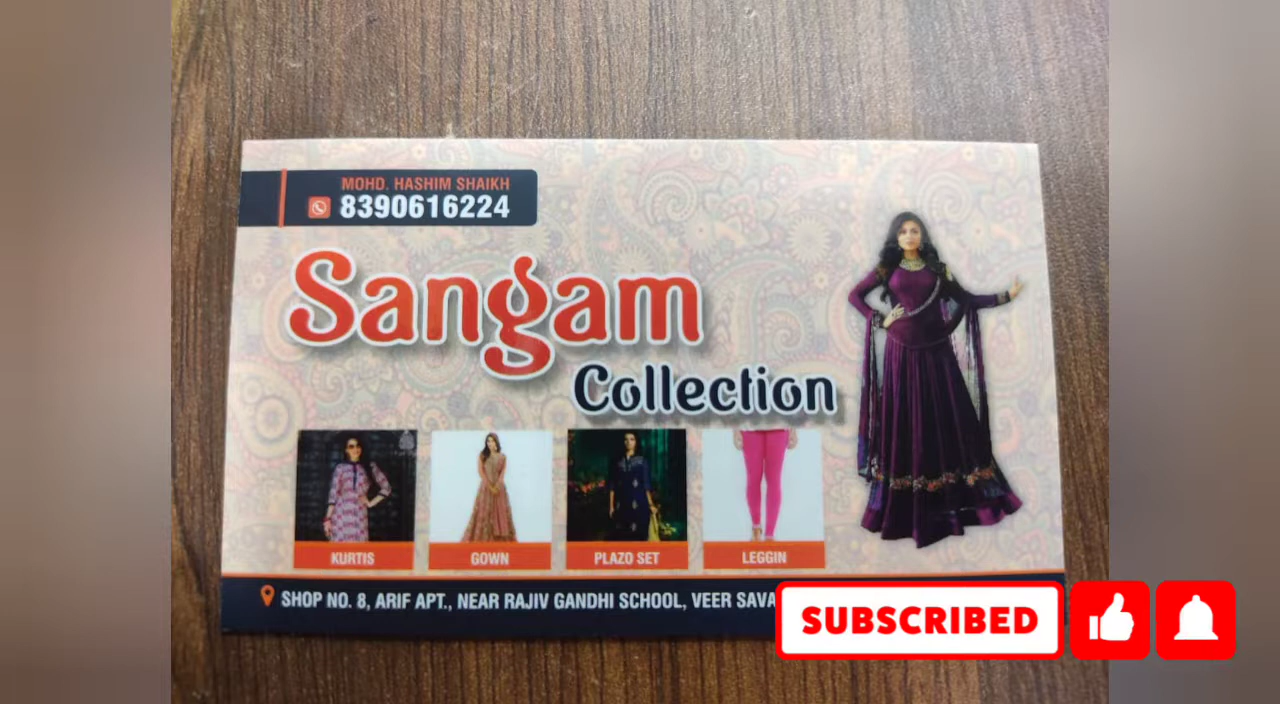 MOHD. HASHIM SHAIKH
8390616224
Sangam
Collection
KURTIS
GOWN
PLAZO SET
LEGGIN
SHOP NO. 8, ARIF APT., NEAR RAJIV GANDHI SCHOOL, VEER
SUBSCRIBED